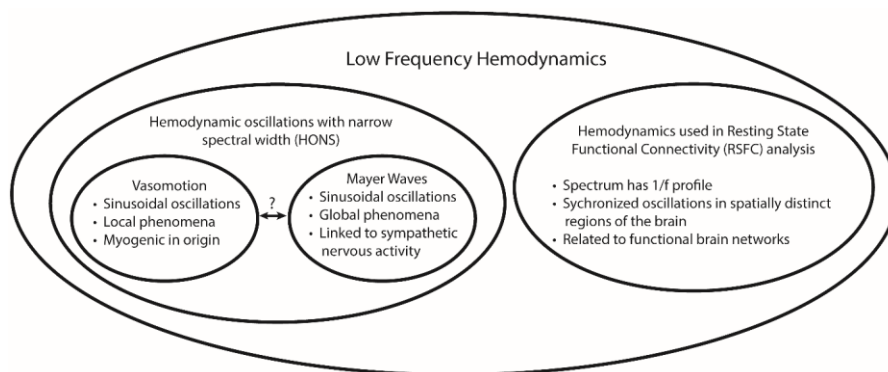 Low Frequency Hemodynamics
Hemodynamic oscillations with narrow
spectral width (HONS)
Vasomotion
• Sinusoidal oscillations
• Local phenomena
• Myogenic in origin
?
Mayer Waves
• Sinusoidal oscillations
• Global phenomena
• Linked to sympathetic
nervous activity
Hemodynamics used in Resting State
Functional Connectivity (RSFC) analysis
• Spectrum has 1/f profile
• Sychronized oscillations in spatially distinct
regions of the brain
• Related to functional brain networks